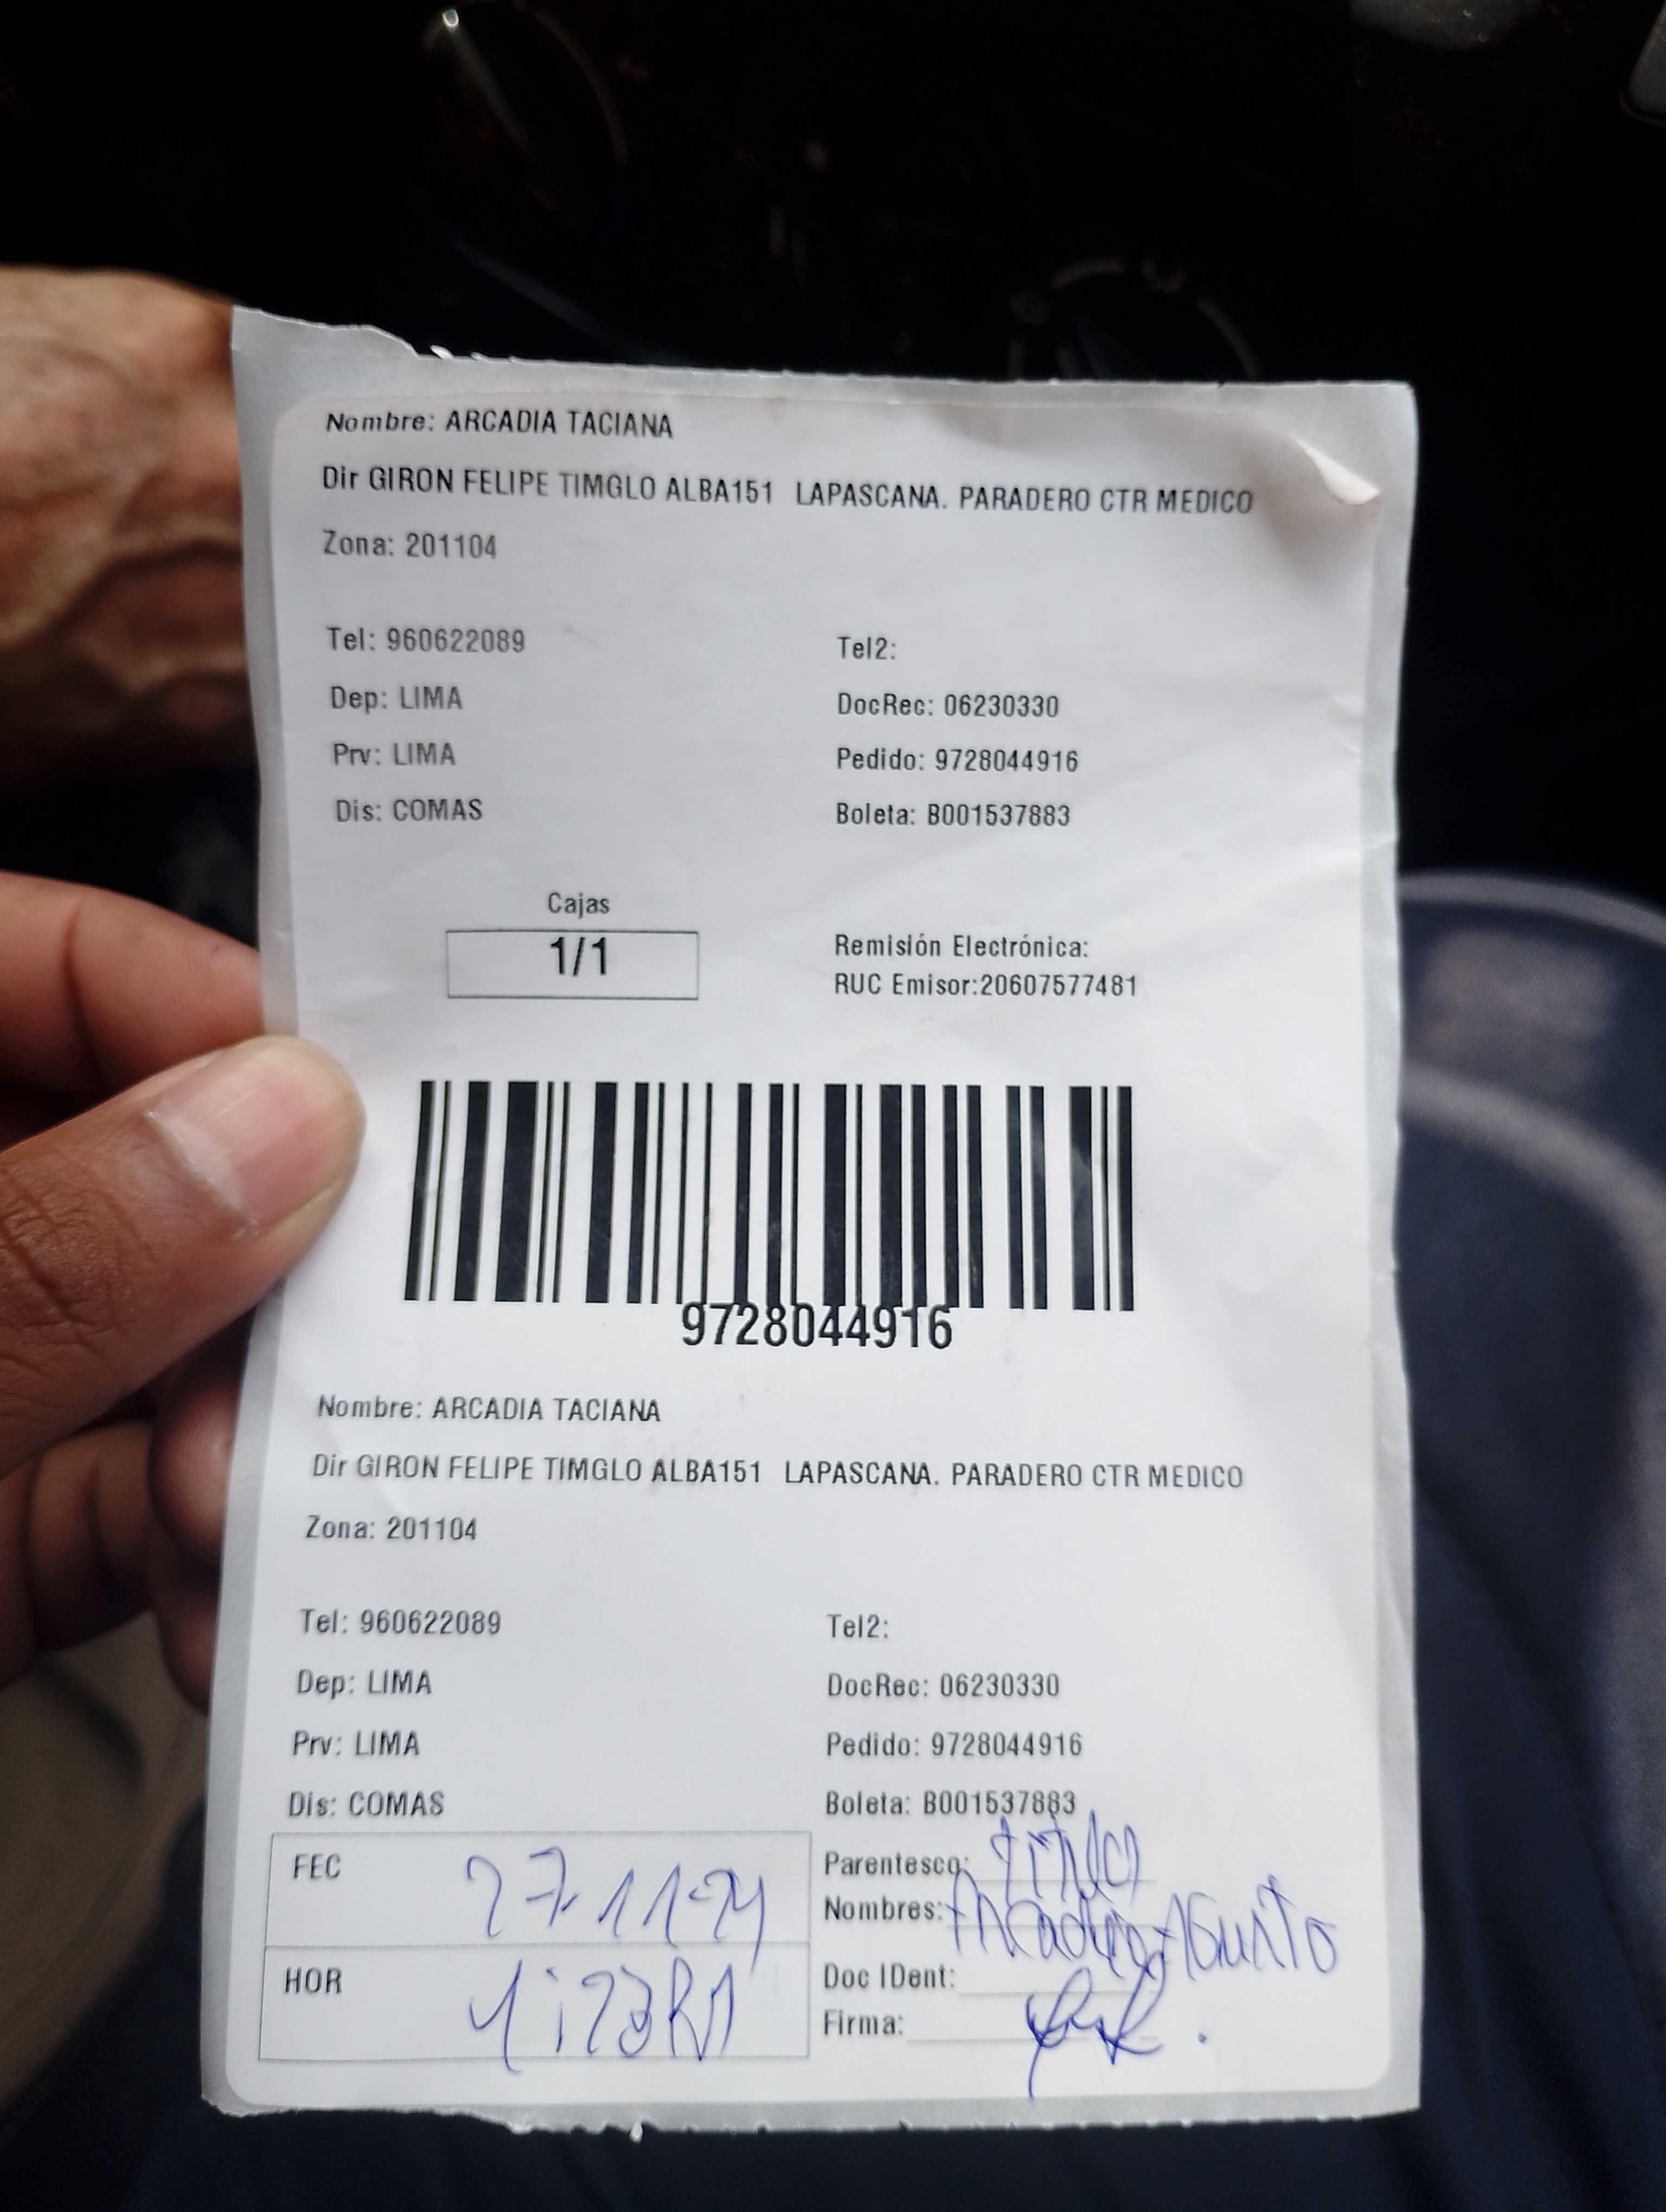 Nombre: ARCADIA TACIANA
Dir GIRON FELIPE TIMGLO ALBA151 LAPASCANA. PARADERO CTR MEDICO
Zona: 201104
Tel: 960622089 Tel2:
Dep: LIMA DocRec: 06230330
Prv: LIMA Pedido: 9728044916
Dis: COMAS Boleta: B001537883
Cajas
1/1
Remisión Electrónica:
RUC Emisor:20607577481
9728044916
Nombre: ARCADIA TACIANA
Dir GIRON FELIPE TIMGLO ALBA151 LAPASCANA. PARADERO CTR MEDICO
Zona: 201104
Tel: 960622089 Tel2:
Dep: LIMA DocRec: 06230330
Prv: LIMA Pedido: 9728044916
Dis: COMAS Boleta: B001537883
FEC 27-11-24
Parentesco:
Nombres:
HOR
Doc IDent:
Firma: